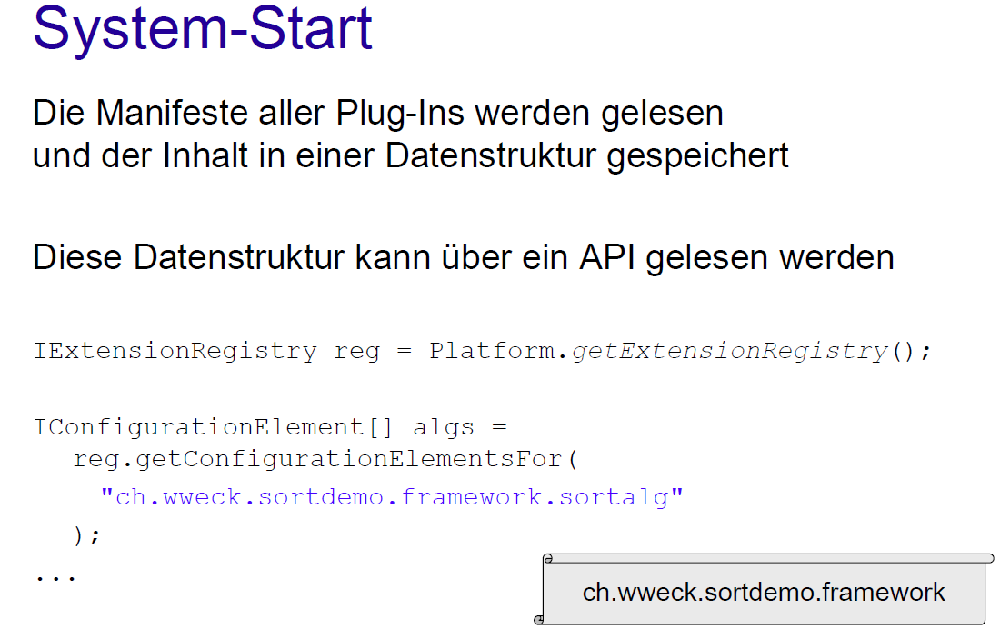 System-Start
Die Manifeste aller Plug-Ins werden gelesen
und der Inhalt in einer Datenstruktur gespeichert
Diese Datenstruktur kann über ein API gelesen werden
IExtensionRegistry reg = Platform.getExtensionRegistry();
IConfigurationElement[] algs =
reg.getConfigurationElementsFor(
"ch.wweck.sortdemo.framework.sortalg"
);
...
ch.wweck.sortdemo.framework